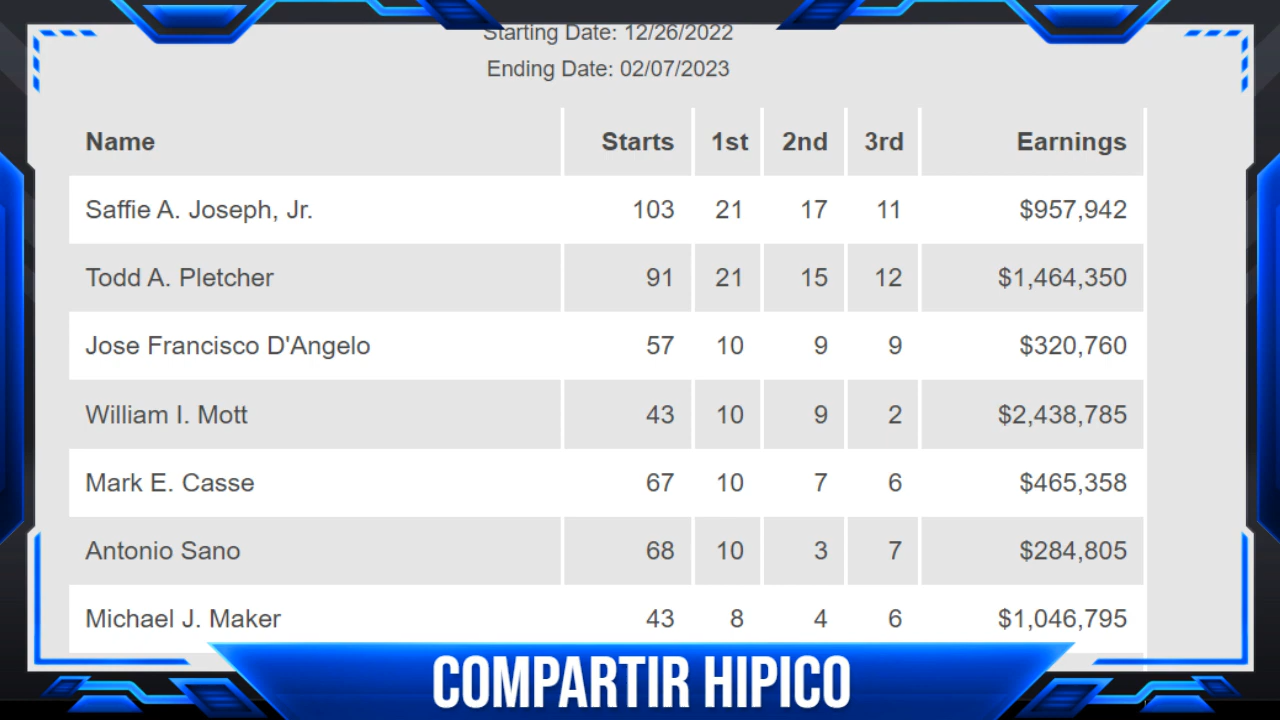 Starting Date: 12/26/2022
Ending Date: 02/07/2023
Name Starts 1st 2nd 3rd Earnings
Saffie A. Joseph, Jr. 103 21 17 11 $957,942
Todd A. Pletcher 91 21 15 12 $1,464,350
Jose Francisco D'Angelo 57 10 9 9 $320,760
William I. Mott 43 10 9 2 $2,438,785
Mark E. Casse 67 10 7 6 $465,358
Antonio Sano 68 10 3 7 $284,805
Michael J. Maker 43 8 4 6 $1,046,795
COMPARTIR HIPICO